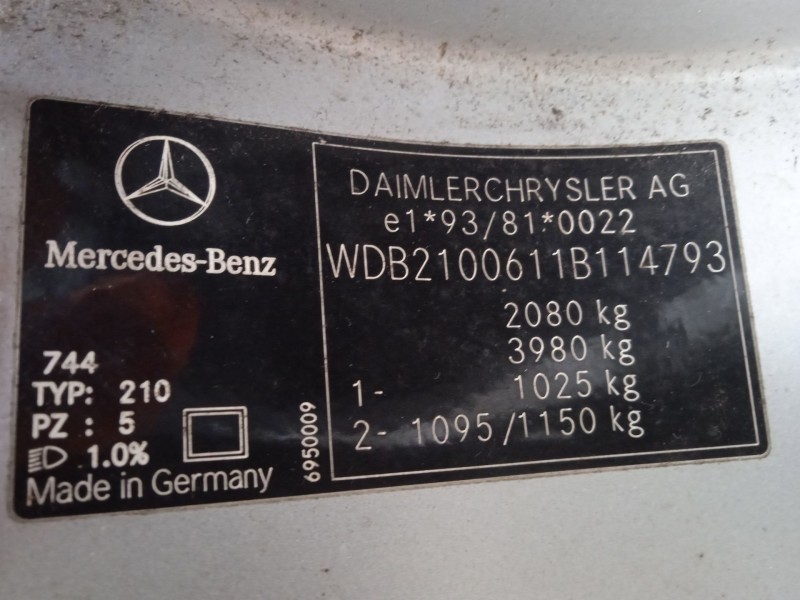 Mercedes-Benz
744
TYP: 210
PZ : 5
1.0%
Made in Germany
6950009
DAIMLERCHRYSLER AG
e1*93/81*0022
WDB2100611B114793
2080 kg
3980 kg
1- 1025 kg
2- 1095/1150 kg